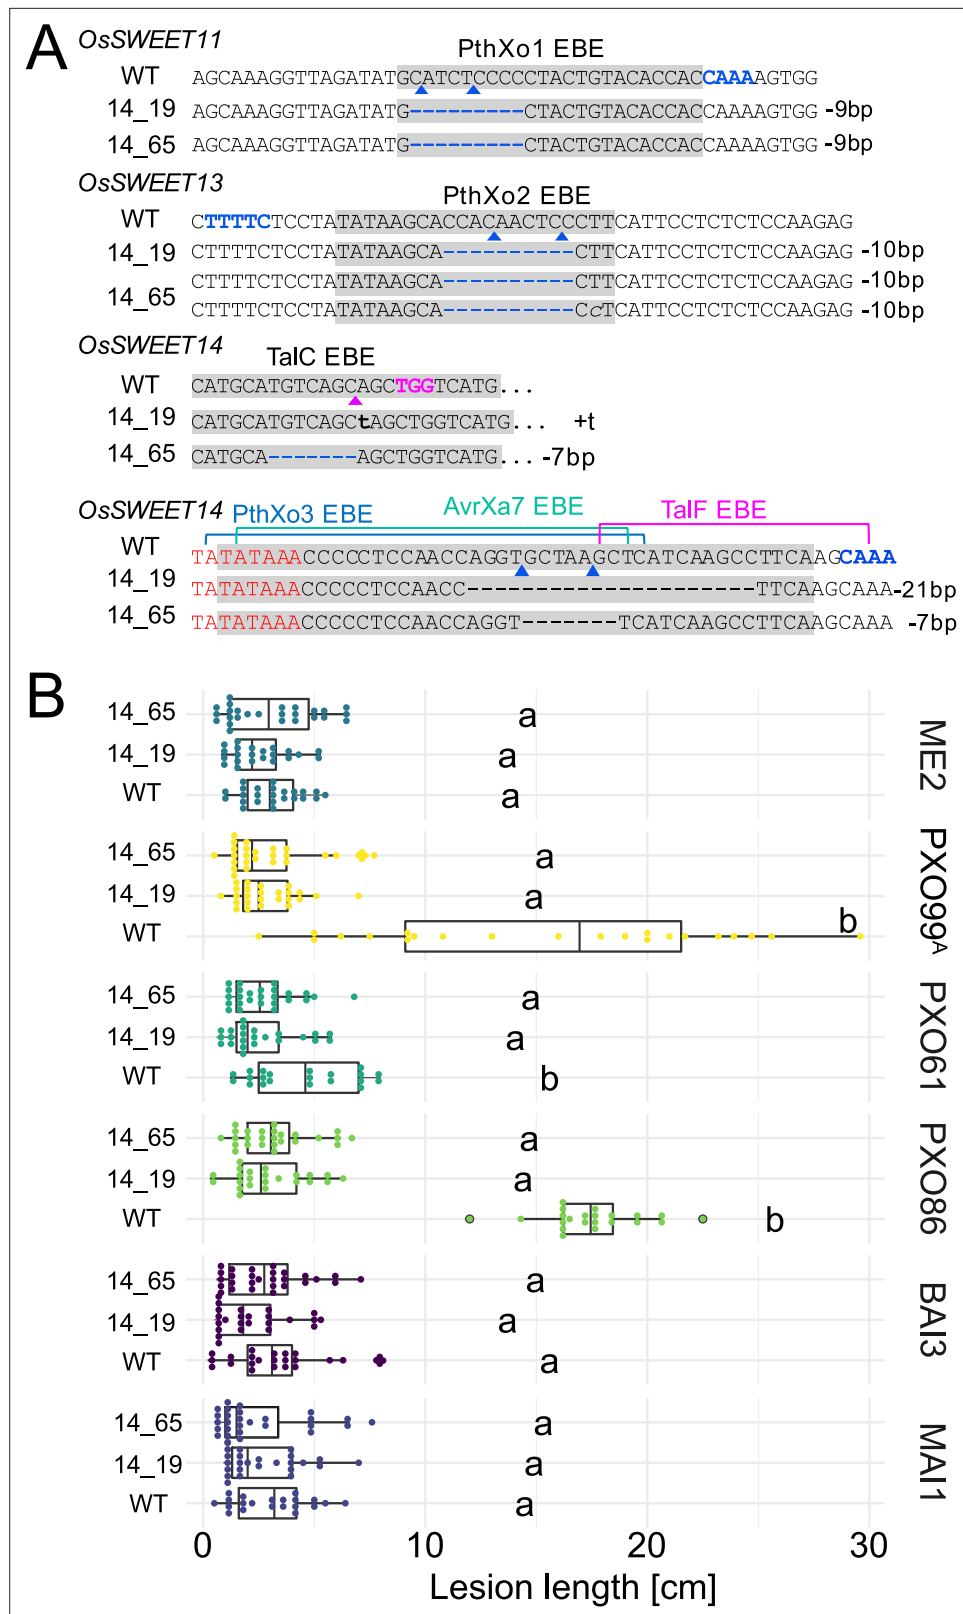 A
OsSWEET11
PthXo1 EBE
WT AGCAAAGGTTAGATATGCATCTCCCCCTACTGTACACCACCAAAAGTGG
14_19 AGCAAAGGTTAGATATG---------CTACTGTACACCACCAAAAGTGG -9bp
14_65 AGCAAAGGTTAGATATG---------CTACTGTACACCACCAAAAGTGG -9bp
OsSWEET13
PthXo2 EBE
WT CTTTTCTCCTATATAAGCACCACAACTCCCTTCATTCCTCTCTCCAAGAG
14_19 CTTTTCTCCTATATAAGCA----------CTTCATTCCTCTCTCCAAGAG -10bp
CTTTTCTCCTATATAAGCA----------CTTCATTCCTCTCTCCAAGAG -10bp
14_65
CTTTTCTCCTATATAAGCA----------CcTCATTCCTCTCTCCAAGAG -10bp
OsSWEET14
TalC EBE
WT CATGCATGTCAGCAGCTGGTCATG...
14_19 CATGCATGTCAGCtAGCTGGTCATG... +t
14_65 CATGCA-------AGCTGGTCATG... -7bp
OsSWEET14
PthXo3 EBE AvrXa7 EBE TalF EBE
WT TATATAAACCCCCTCCAACCAGGTGCTAAGCTCATCAAGCCTTCAAGCAAA
14_19 TATATAAACCCCCTCCAACC---------------------TTCAAGCAAA -21bp
14_65 TATATAAACCCCCTCCAACCAGGT-------TCATCAAGCCTTCAAGCAAA -7bp
B
14_65 a
14_19 a
WT a
ME2
14_65 a
14_19 a
WT b
PXO99A
14_65 a
14_19 a
WT b
PXO61
14_65 a
14_19 a
WT b
PXO86
14_65 a
14_19 a
WT a
BAI3
14_65 a
14_19 a
WT a
MAI1
0 10 20 30
Lesion length [cm]